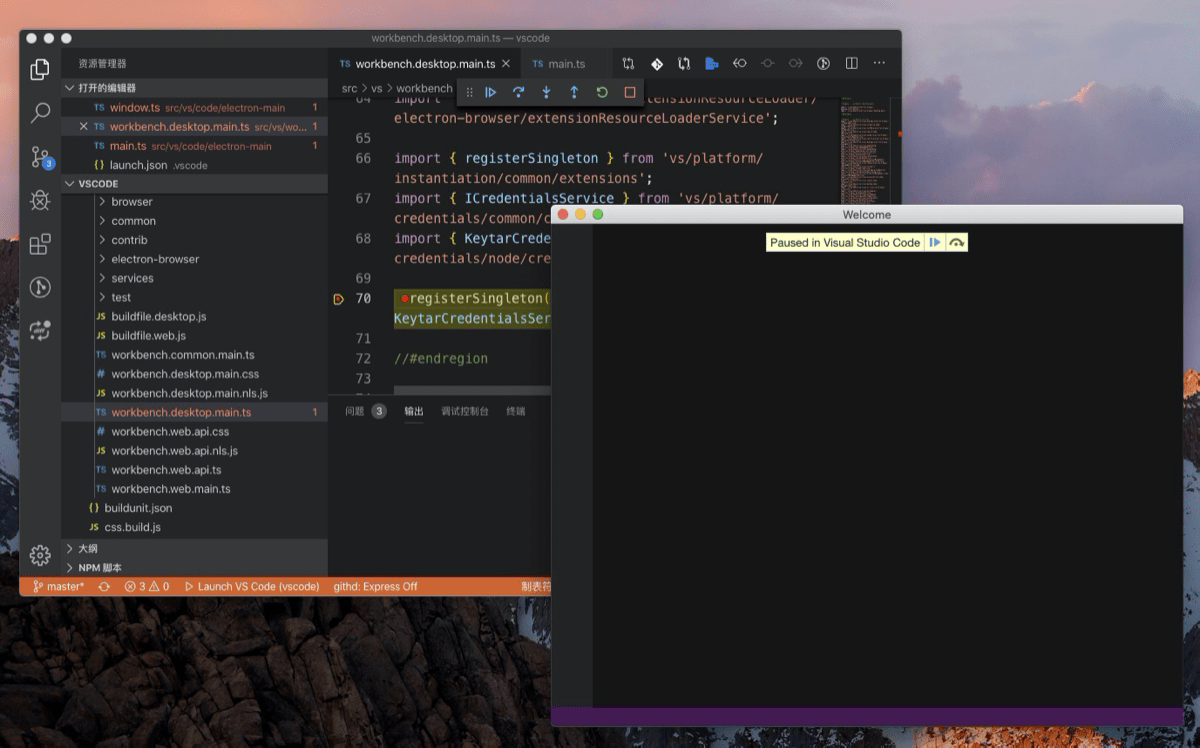 workbench.desktop.main.ts — vscode
资源管理器
打开的编辑器
TS window.ts src/vs/code/electron-main 1
TS workbench.desktop.main.ts src/vs/wo... 1
TS main.ts src/vs/code/electron-main 1
{} launch.json .vscode
VSCODE
browser
common
contrib
electron-browser
services
test
JS buildfile.desktop.js
JS buildfile.web.js
TS workbench.common.main.ts
# workbench.desktop.main.css
JS workbench.desktop.main.nls.js
TS workbench.desktop.main.ts 1
# workbench.web.api.css
JS workbench.web.api.nls.js
TS workbench.web.api.ts
TS workbench.web.main.ts
{} buildunit.json
JS css.build.js
大纲
NPM 脚本
3
TS workbench.desktop.main.ts
TS main.ts
src > vs > workbench
64 import tensionResourceLoader/
electron-browser/extensionResourceLoaderService';
65
66 import { registerSingleton } from 'vs/platform/
instantiation/common/extensions';
67 import { ICredentialsService } from 'vs/platform/
credentials/common/c
68 import { KeytarCrede
credentials/node/cre
69
70 registerSingleton(
KeytarCredentialsSer
71
72 //#endregion
73
问题 3 输出 调试控制台 终端
master* 3 0 Launch VS Code (vscode) githd: Express Off 制表符
Welcome
Paused in Visual Studio Code